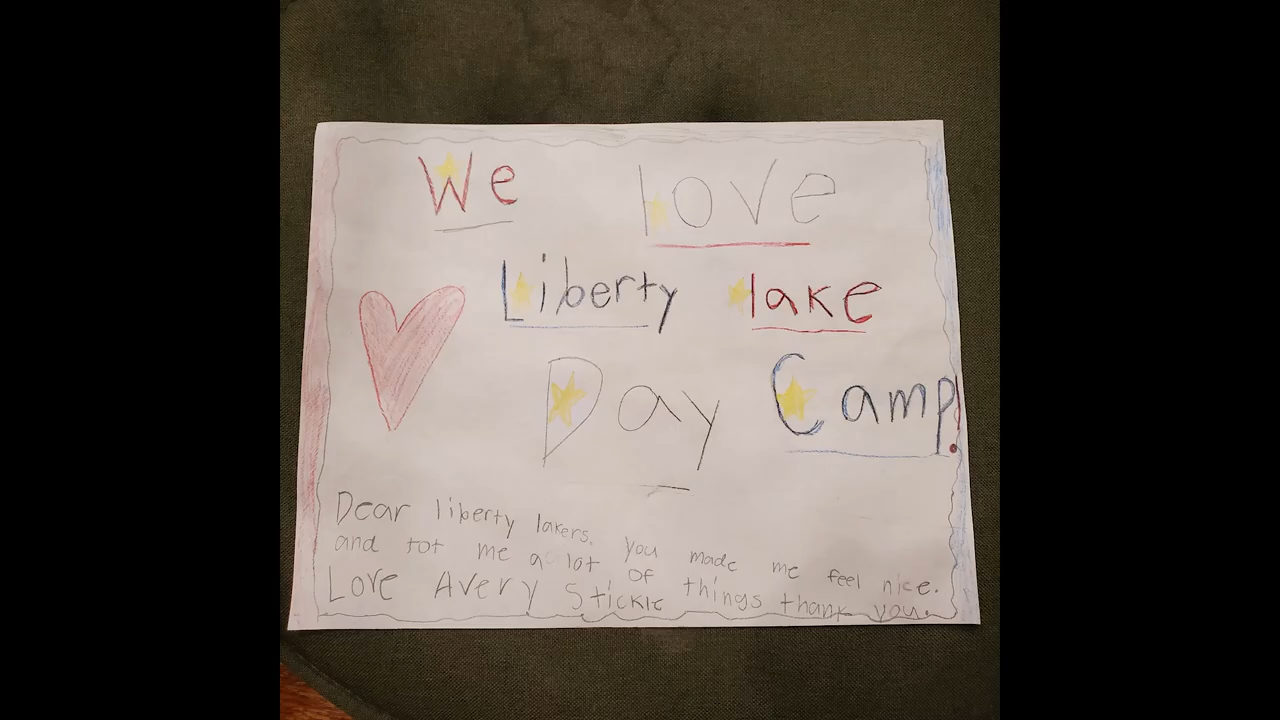 We love
Liberty lake
Day Camp!
Dear liberty lakers. You made me feel nice.
and tot me a lot of things thank you.
Love Avery Stickle